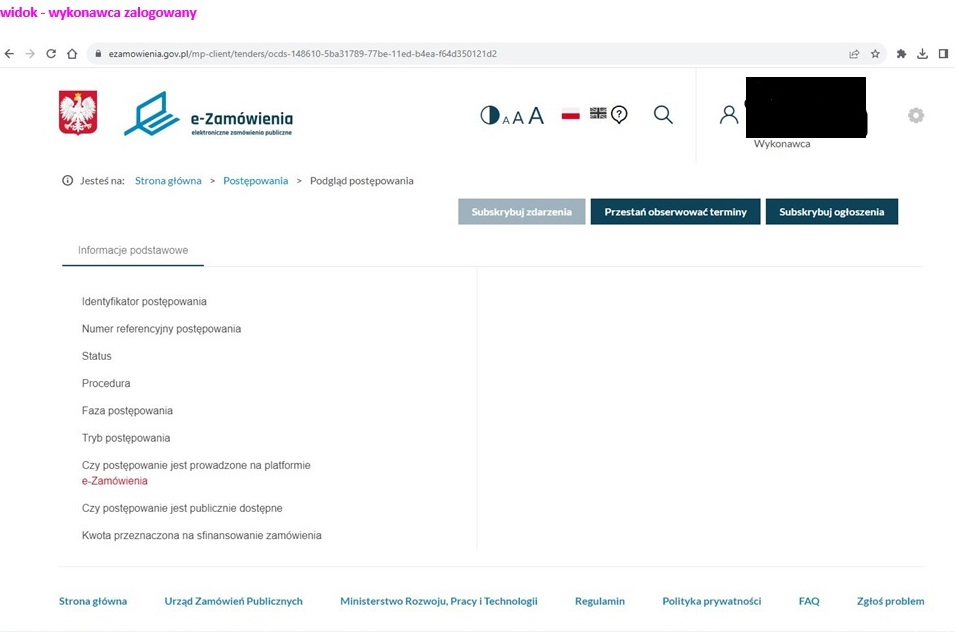 widok - wykonawca zalogowany
ezamowienia.gov.pl/mp-client/tenders/ocds-148610-5ba31789-77be-11ed-b4ea-f64d350121d2
e-Zamówienia
elektroniczne zamówienia publiczne
A A A
?
Wykonawca
Jesteś na: Strona główna > Postępowania > Podgląd postępowania
Subskrybuj zdarzenia Przestań obserwować terminy Subskrybuj ogłoszenia
Informacje podstawowe
Identyfikator postępowania
Numer referencyjny postępowania
Status
Procedura
Faza postępowania
Tryb postępowania
Czy postępowanie jest prowadzone na platformie
e-Zamówienia
Czy postępowanie jest publicznie dostępne
Kwota przeznaczona na sfinansowanie zamówienia
Strona główna Urząd Zamówień Publicznych Ministerstwo Rozwoju, Pracy i Technologii Regulamin Polityka prywatności FAQ Zgłoś problem